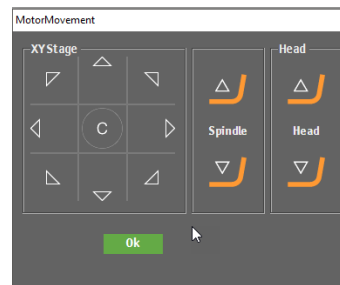 MotorMovement
XYStage
Head
C
Spindle
Head
Ok